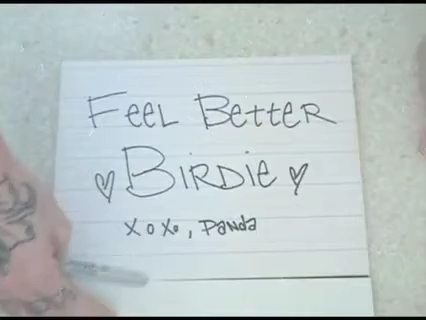 Feel Better
♡ Birdie ♡
xoxo, Panda